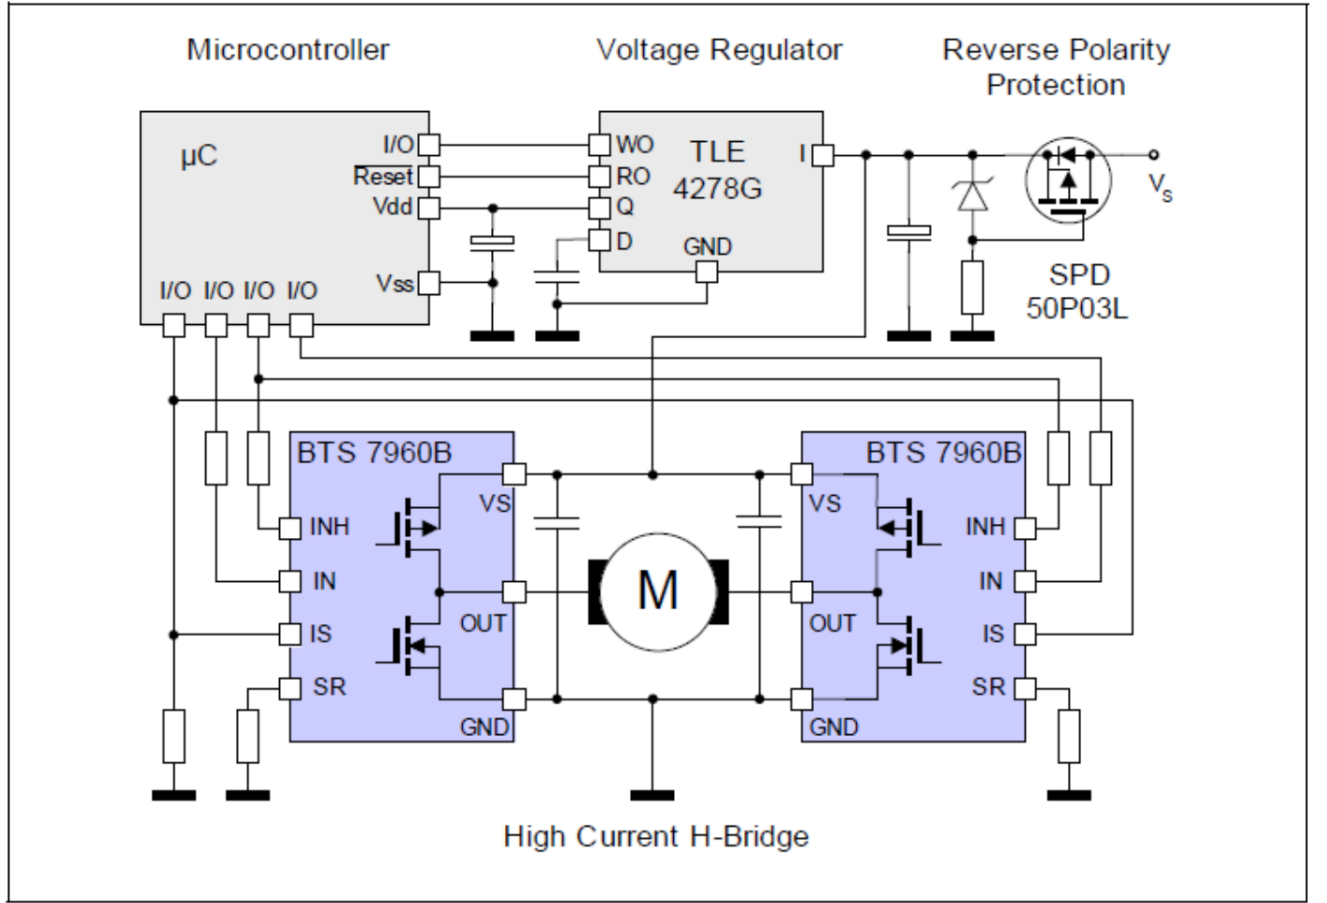 Microcontroller
Voltage Regulator
Reverse Polarity
Protection
µC
I/O
Reset
Vdd
Vss
I/O I/O I/O I/O
WO
RO
Q
D
TLE
4278G
GND
I
Vs
SPD
50P03L
BTS 7960B
VS
INH
IN
IS
SR
OUT
GND
M
BTS 7960B
VS
INH
IN
IS
SR
OUT
GND
High Current H-Bridge